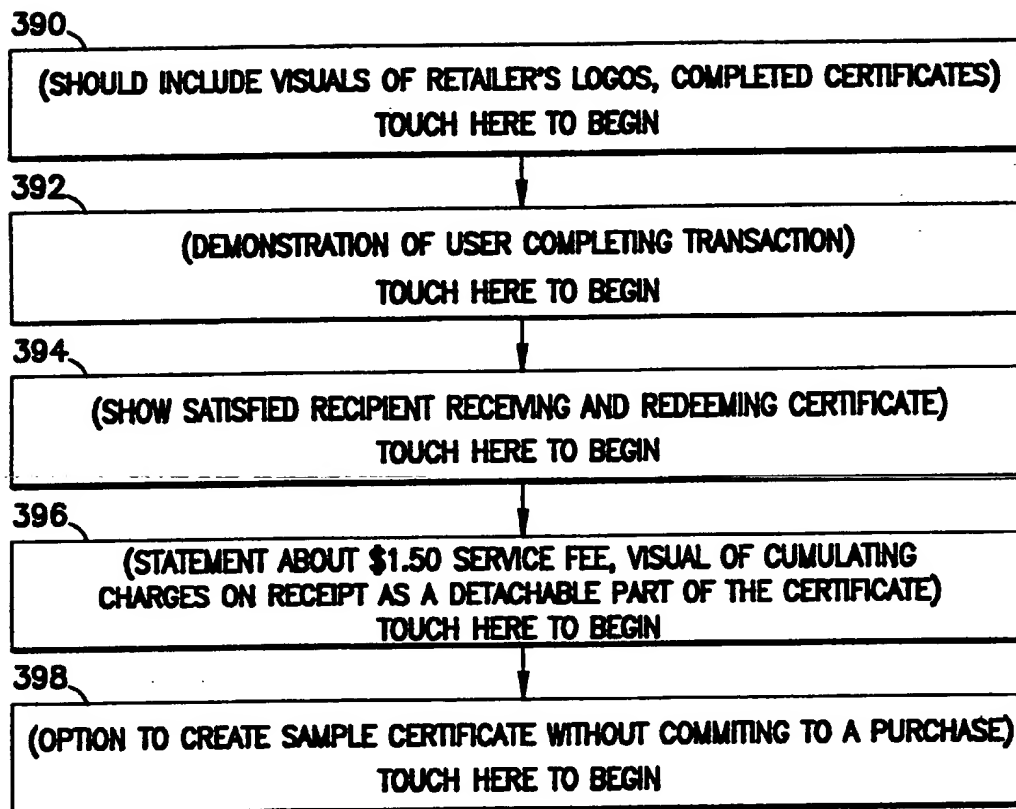 390
(SHOULD INCLUDE VISUALS OF RETAILER'S LOGOS, COMPLETED CERTIFICATES)
TOUCH HERE TO BEGIN
392
(DEMONSTRATION OF USER COMPLETING TRANSACTION)
TOUCH HERE TO BEGIN
394
(SHOW SATISFIED RECIPIENT RECEIVING AND REDEEMING CERTIFICATE)
TOUCH HERE TO BEGIN
396
(STATEMENT ABOUT $1.50 SERVICE FEE, VISUAL OF CUMULATING
CHARGES ON RECEIPT AS A DETACHABLE PART OF THE CERTIFICATE)
TOUCH HERE TO BEGIN
398
(OPTION TO CREATE SAMPLE CERTIFICATE WITHOUT COMMITING TO A PURCHASE)
TOUCH HERE TO BEGIN